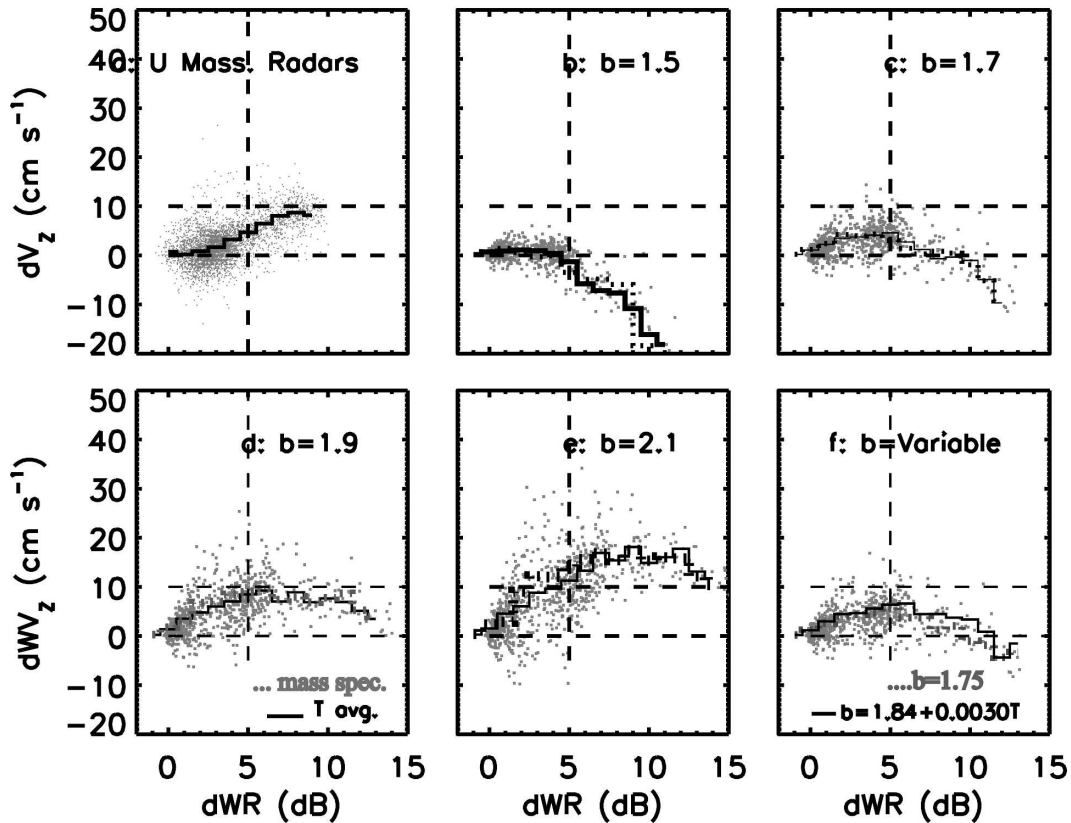 a: U Mass. Radars
b: b=1.5
c: b=1.7
50
40
30
20
10
0
-10
-20
dVz (cm s⁻¹)
d: b=1.9
e: b=2.1
f: b=Variable
50
40
30
20
10
0
-10
-20
dWVz (cm s⁻¹)
... mass spec.
T avg.
....b=1.75
b=1.84+0.0030T
0 5 10 15 0 5 10 15 0 5 10 15
dWR (dB) dWR (dB) dWR (dB)